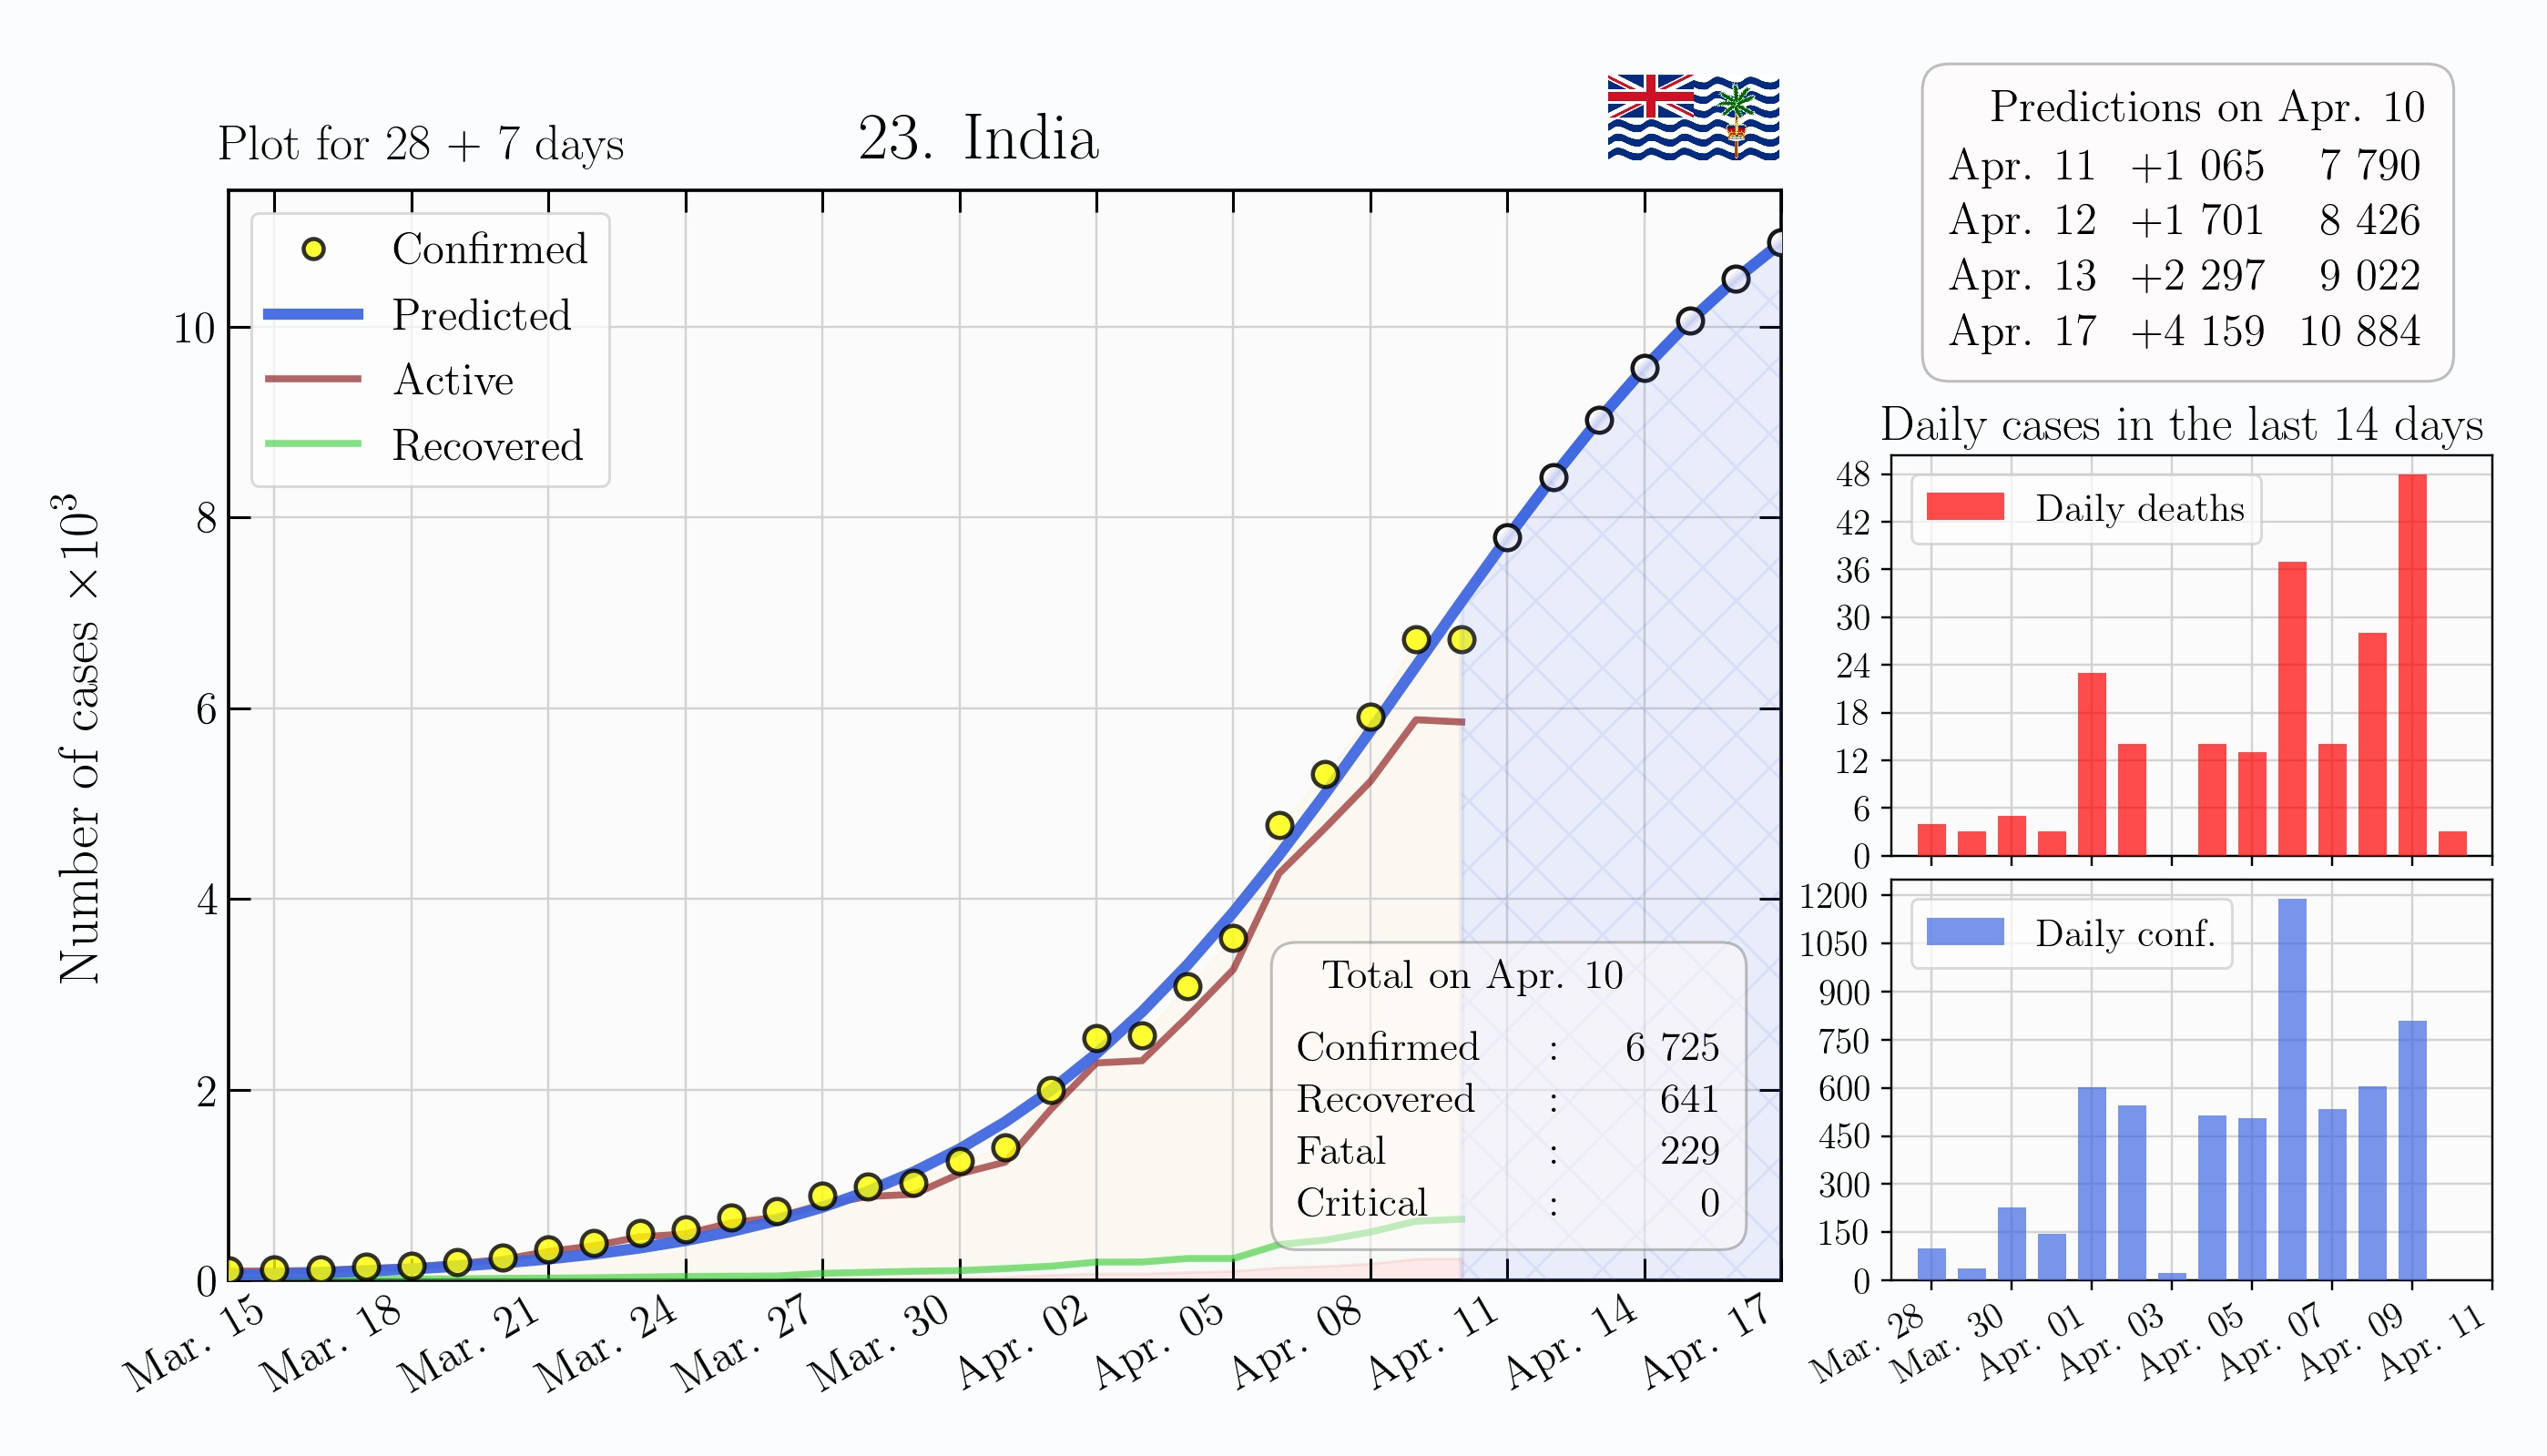 Plot for 28 + 7 days
23. India
Confirmed
Predicted
Active
Recovered
Number of cases ×10³
10
8
6
4
2
0
Mar. 15
Mar. 18
Mar. 21
Mar. 24
Mar. 27
Mar. 30
Apr. 02
Apr. 05
Apr. 08
Apr. 11
Apr. 14
Apr. 17
Total on Apr. 10
Confirmed : 6 725
Recovered : 641
Fatal : 229
Critical : 0
Predictions on Apr. 10
Apr. 11 +1 065 7 790
Apr. 12 +1 701 8 426
Apr. 13 +2 297 9 022
Apr. 17 +4 159 10 884
Daily cases in the last 14 days
Daily deaths
48
42
36
30
24
18
12
6
0
Daily conf.
1200
1050
900
750
600
450
300
150
0
Mar. 28
Mar. 30
Apr. 01
Apr. 03
Apr. 05
Apr. 07
Apr. 09
Apr. 11